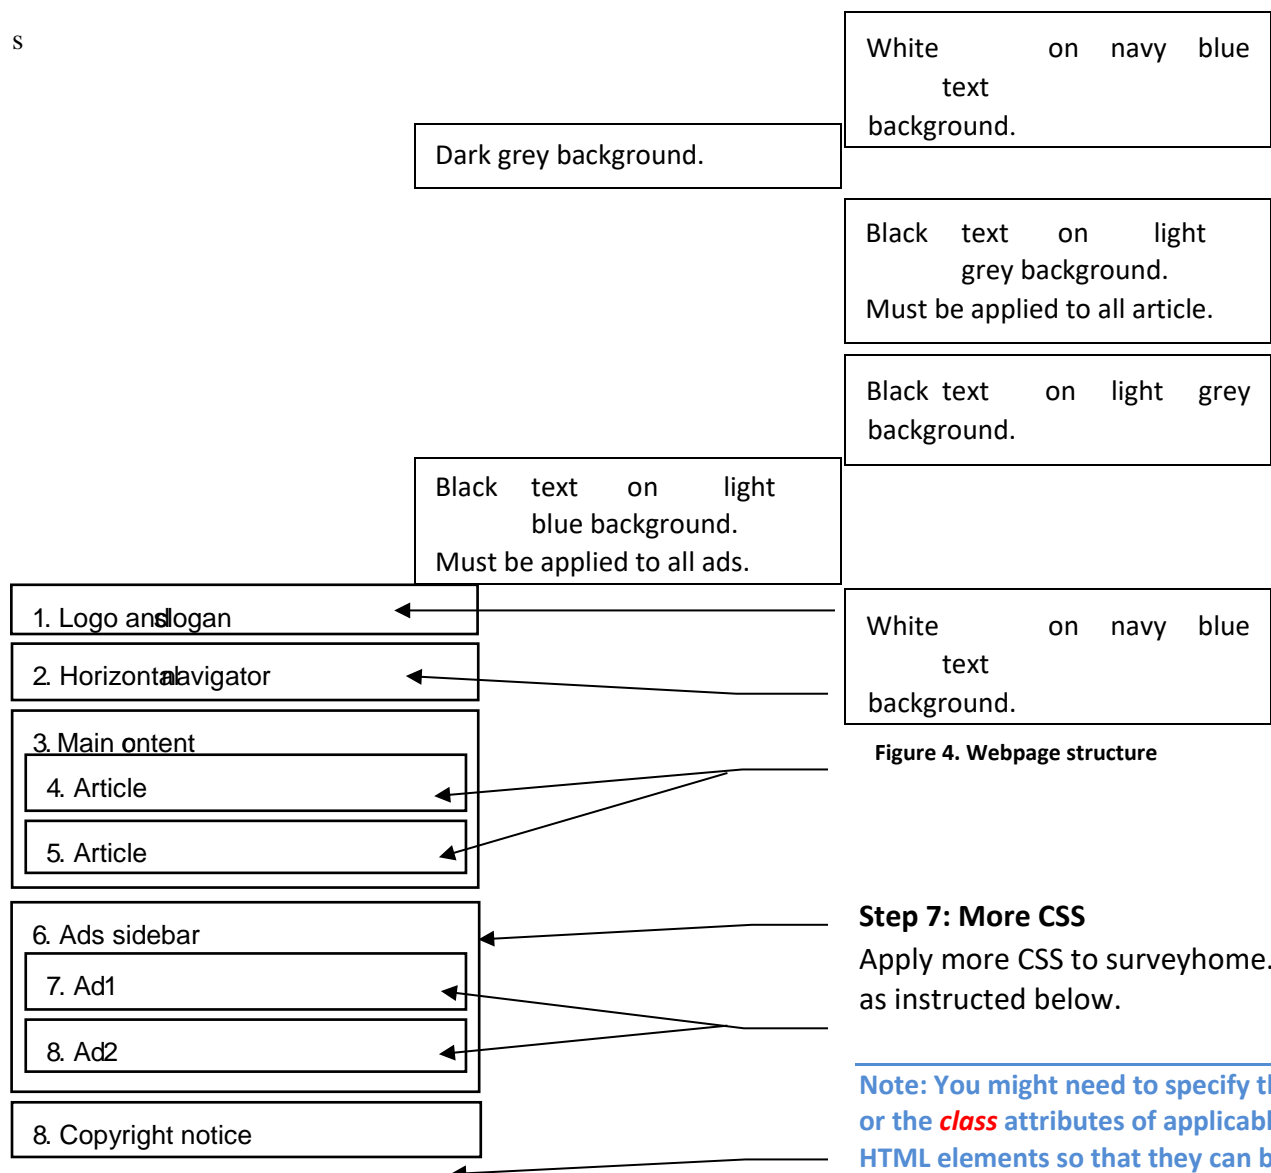 s
White on navy blue
text
background.
Dark grey background.
Black text on light
grey background.
Must be applied to all article.
Black text on light grey
background.
Black text on light
blue background.
Must be applied to all ads.
1. Logo and slogan
2. Horizontal navigator
3. Main content
4. Article
5. Article
6. Ads sidebar
7. Ad1
8. Ad2
8. Copyright notice
White on navy blue
text
background.
Figure 4. Webpage structure
Step 7: More CSS
Apply more CSS to surveyhome.
as instructed below.
Note: You might need to specify
or the class attributes of
HTML elements so that they can